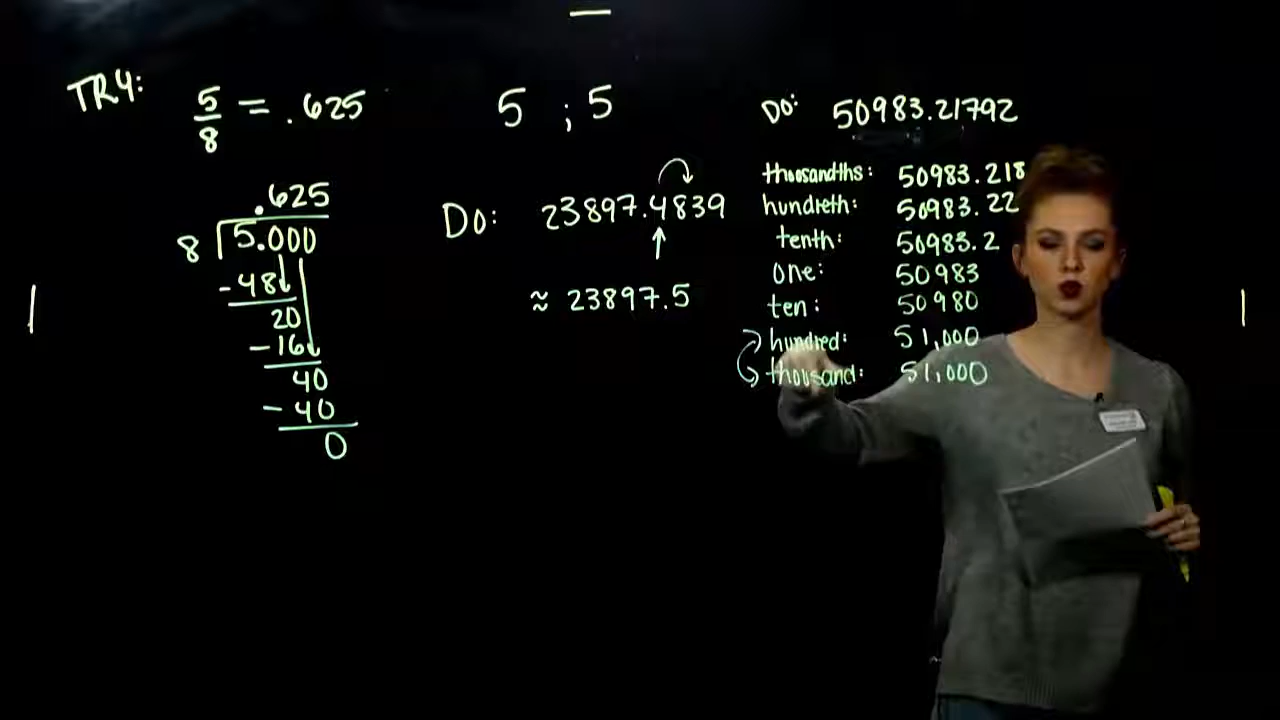 TRY:
5/8 = .625
.625
8 5.000
-48
20
-16
40
- 40
0
5 ; 5
DO: 23897.4839
≈ 23897.5
DO: 50983.21792
thousandths: 50983.218
hundreth: 50983.22
tenth: 50983.2
one: 50983
ten: 50980
hundred: 51,000
thousand: 51,000